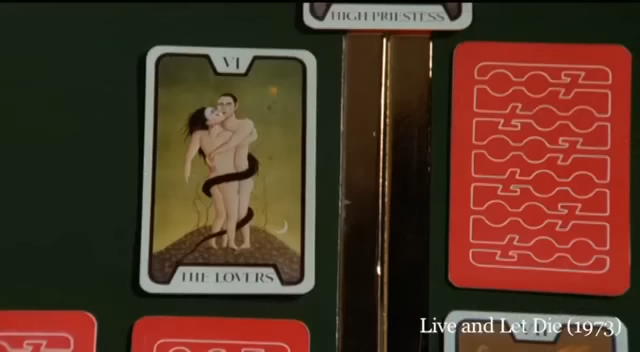 HIGH PRIESTESS
VI
THE LOVERS
Live and Let Die (1973)